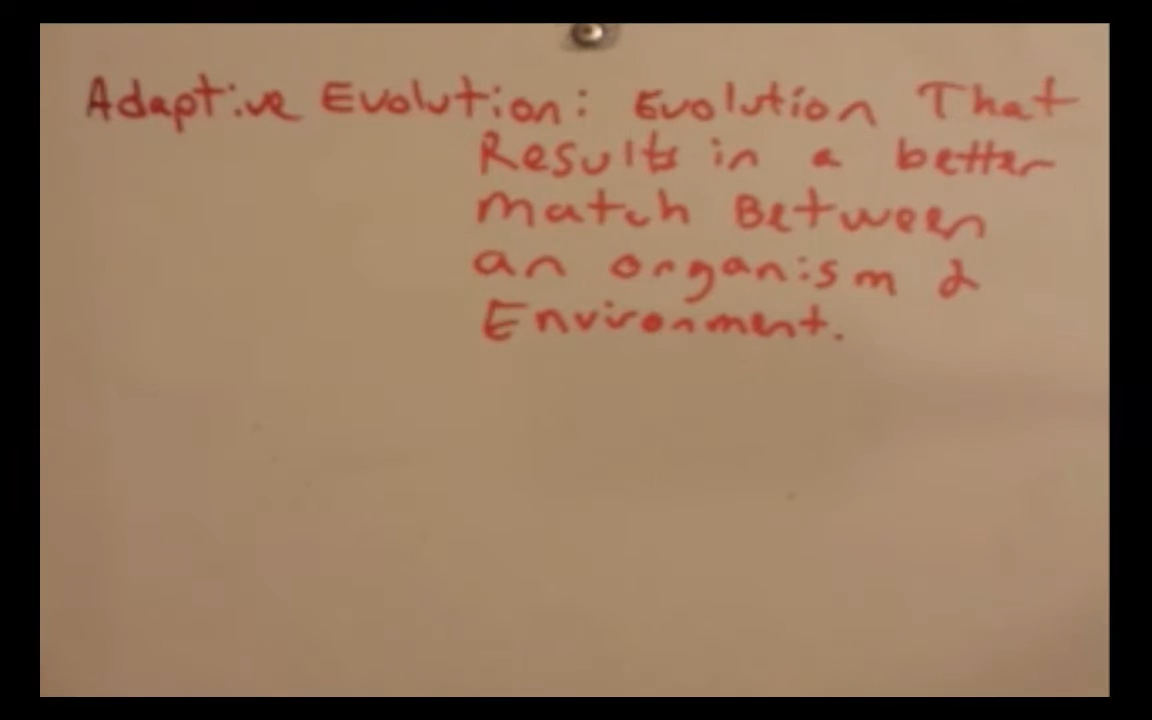 Adaptive Evolution: Evolution That
Results in a better
Match Between
an organism &
Environment.